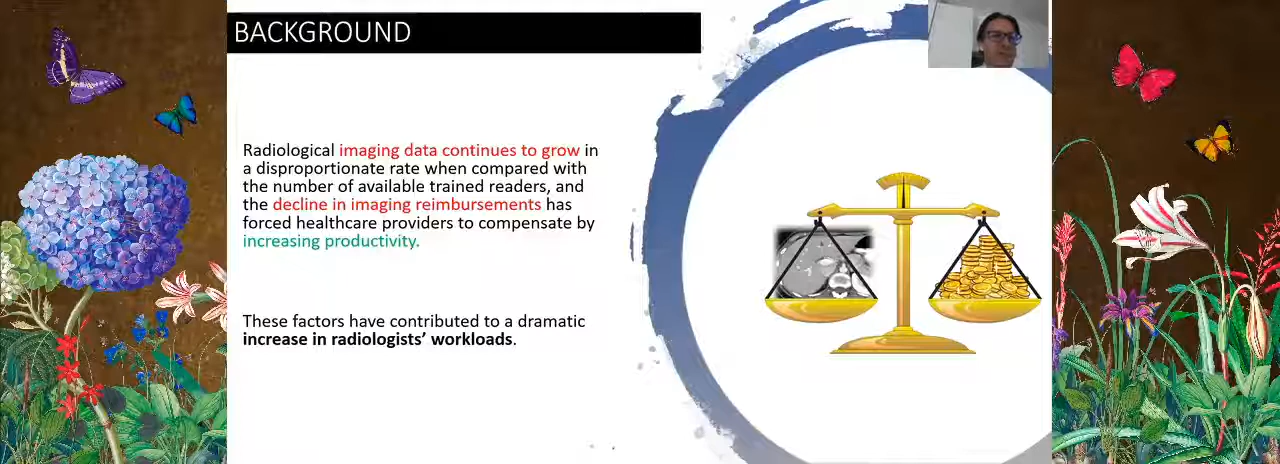 BACKGROUND
Radiological imaging data continues to grow in
a disproportionate rate when compared with
the number of available trained readers, and
the decline in imaging reimbursements has
forced healthcare providers to compensate by
increasing productivity.
These factors have contributed to a dramatic
increase in radiologists’ workloads.